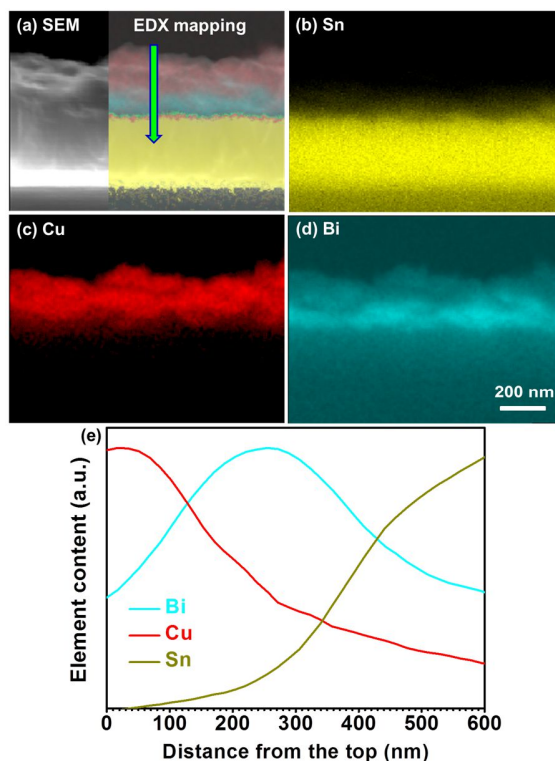 (a) SEM EDX mapping
(b) Sn
(c) Cu
(d) Bi
200 nm
(e)
Element content (a.u.)
Bi
Cu
Sn
0 100 200 300 400 500 600
Distance from the top (nm)